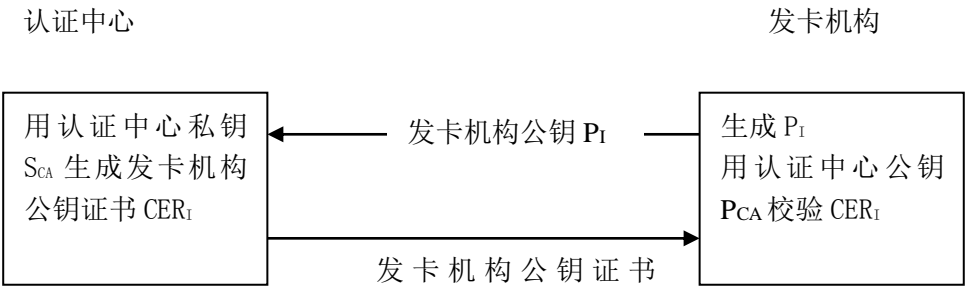 认证中心
发卡机构
用认证中心私钥
SCA 生成发卡机构
公钥证书 CERI
发卡机构公钥 PI
生成 PI
用认证中心公钥
PCA 校验 CERI
发卡机构公钥证书